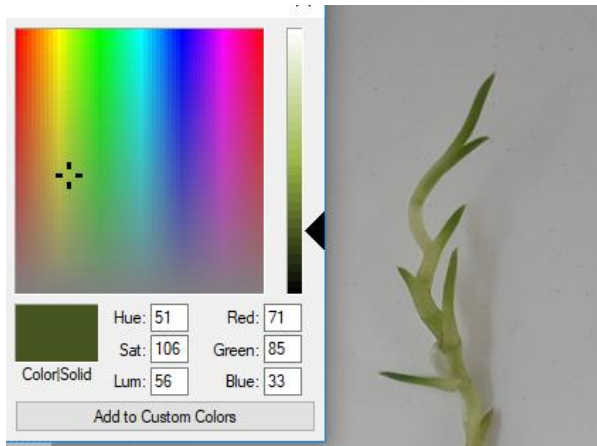 Hue: 51 Red: 71
Sat: 106 Green: 85
Color|Solid Lum: 56 Blue: 33
Add to Custom Colors